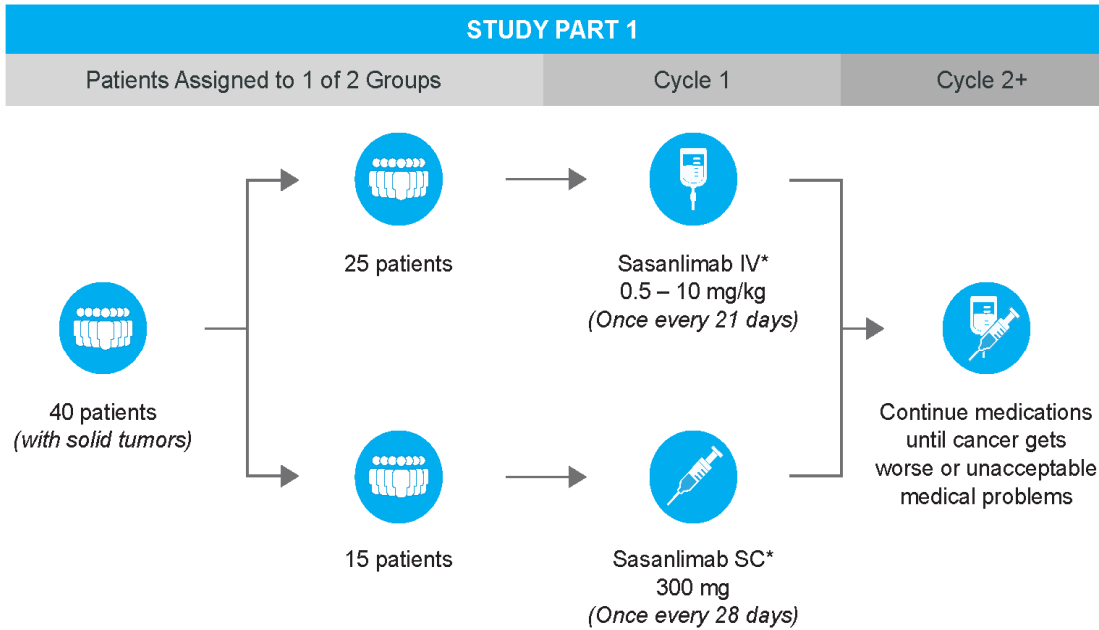 STUDY PART 1
Patients Assigned to 1 of 2 Groups
Cycle 1
Cycle 2+
25 patients
Sasanlimab IV*
0.5 – 10 mg/kg
(Once every 21 days)
40 patients
(with solid tumors)
Continue medications
until cancer gets
worse or unacceptable
medical problems
15 patients
Sasanlimab SC*
300 mg
(Once every 28 days)